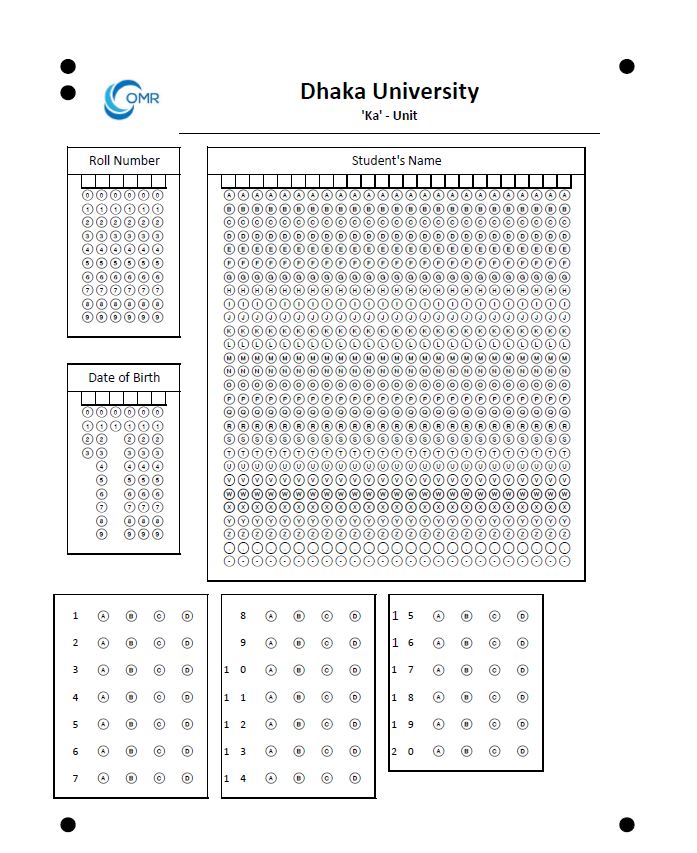 OMR
Dhaka University
'Ka' - Unit
Roll Number
0 0 0 0 0 0
1 1 1 1 1 1
2 2 2 2 2 2
3 3 3 3 3 3
4 4 4 4 4 4
5 5 5 5 5 5
6 6 6 6 6 6
7 7 7 7 7 7
8 8 8 8 8 8
9 9 9 9 9 9
Student's Name
A A A A A A A A A A A A A A A A A A A A A A A A A
B B B B B B B B B B B B B B B B B B B B B B B B B
C C C C C C C C C C C C C C C C C C C C C C C C C
D D D D D D D D D D D D D D D D D D D D D D D D D
E E E E E E E E E E E E E E E E E E E E E E E E E
F F F F F F F F F F F F F F F F F F F F F F F F F
G G G G G G G G G G G G G G G G G G G G G G G G G
H H H H H H H H H H H H H H H H H H H H H H H H H
I I I I I I I I I I I I I I I I I I I I I I I I I
J J J J J J J J J J J J J J J J J J J J J J J J J
K K K K K K K K K K K K K K K K K K K K K K K K K
L L L L L L L L L L L L L L L L L L L L L L L L L
M M M M M M M M M M M M M M M M M M M M M M M M M
N N N N N N N N N N N N N N N N N N N N N N N N N
O O O O O O O O O O O O O O O O O O O O O O O O O
P P P P P P P P P P P P P P P P P P P P P P P P P
Q Q Q Q Q Q Q Q Q Q Q Q Q Q Q Q Q Q Q Q Q Q Q Q Q
R R R R R R R R R R R R R R R R R R R R R R R R R
S S S S S S S S S S S S S S S S S S S S S S S S S
T T T T T T T T T T T T T T T T T T T T T T T T T
U U U U U U U U U U U U U U U U U U U U U U U U U
V V V V V V V V V V V V V V V V V V V V V V V V V
W W W W W W W W W W W W W W W W W W W W W W W W W
X X X X X X X X X X X X X X X X X X X X X X X X X
Y Y Y Y Y Y Y Y Y Y Y Y Y Y Y Y Y Y Y Y Y Y Y Y Y
Z Z Z Z Z Z Z Z Z Z Z Z Z Z Z Z Z Z Z Z Z Z Z Z Z
Date of Birth
0 0 0 0 0 0
1 1 1 1 1 1
2 2 2 2 2
3 3 3 3 3
4 4 4 4
5 5 5 5
6 6 6 6
7 7 7 7
8 8 8 8
9 9 9 9
1 A B C D
2 A B C D
3 A B C D
4 A B C D
5 A B C D
6 A B C D
7 A B C D
8 A B C D
9 A B C D
1 0 A B C D
1 1 A B C D
1 2 A B C D
1 3 A B C D
1 4 A B C D
1 5 A B C D
1 6 A B C D
1 7 A B C D
1 8 A B C D
1 9 A B C D
2 0 A B C D